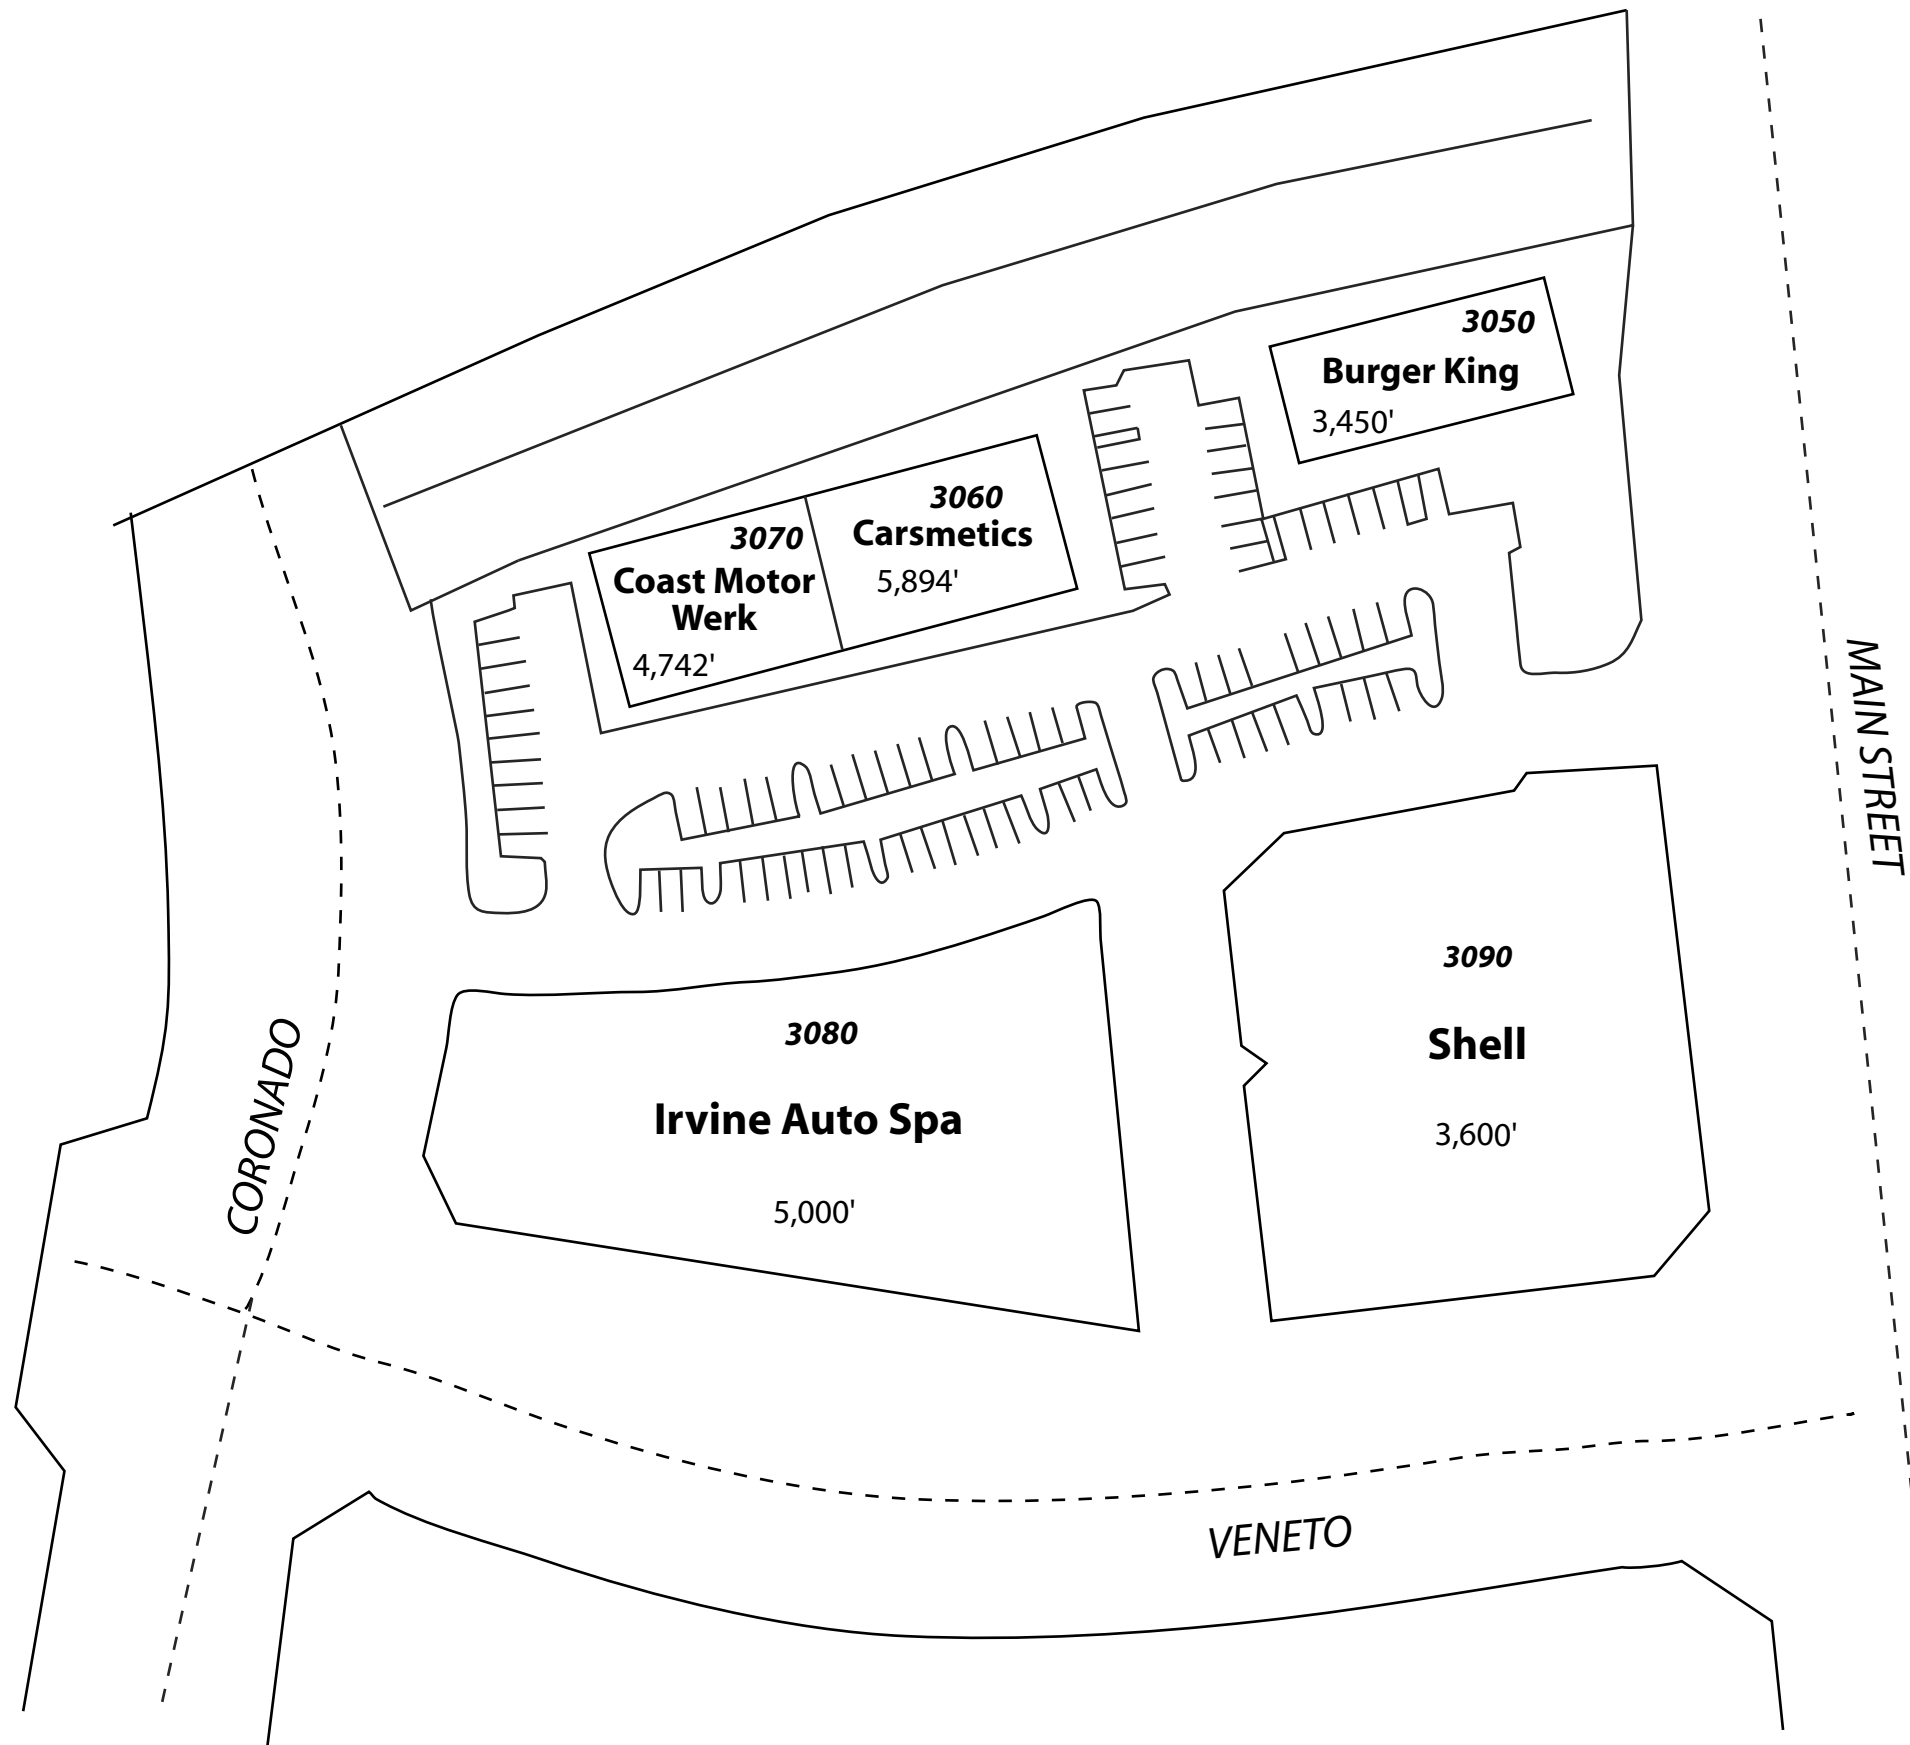 3050
Burger King
3,450'
3060
Carsmetics
5,894'
3070
Coast Motor
Werk
4,742'
MAIN STREET
3090
Shell
3,600'
3080
Irvine Auto Spa
5,000'
CORONADO
VENETO